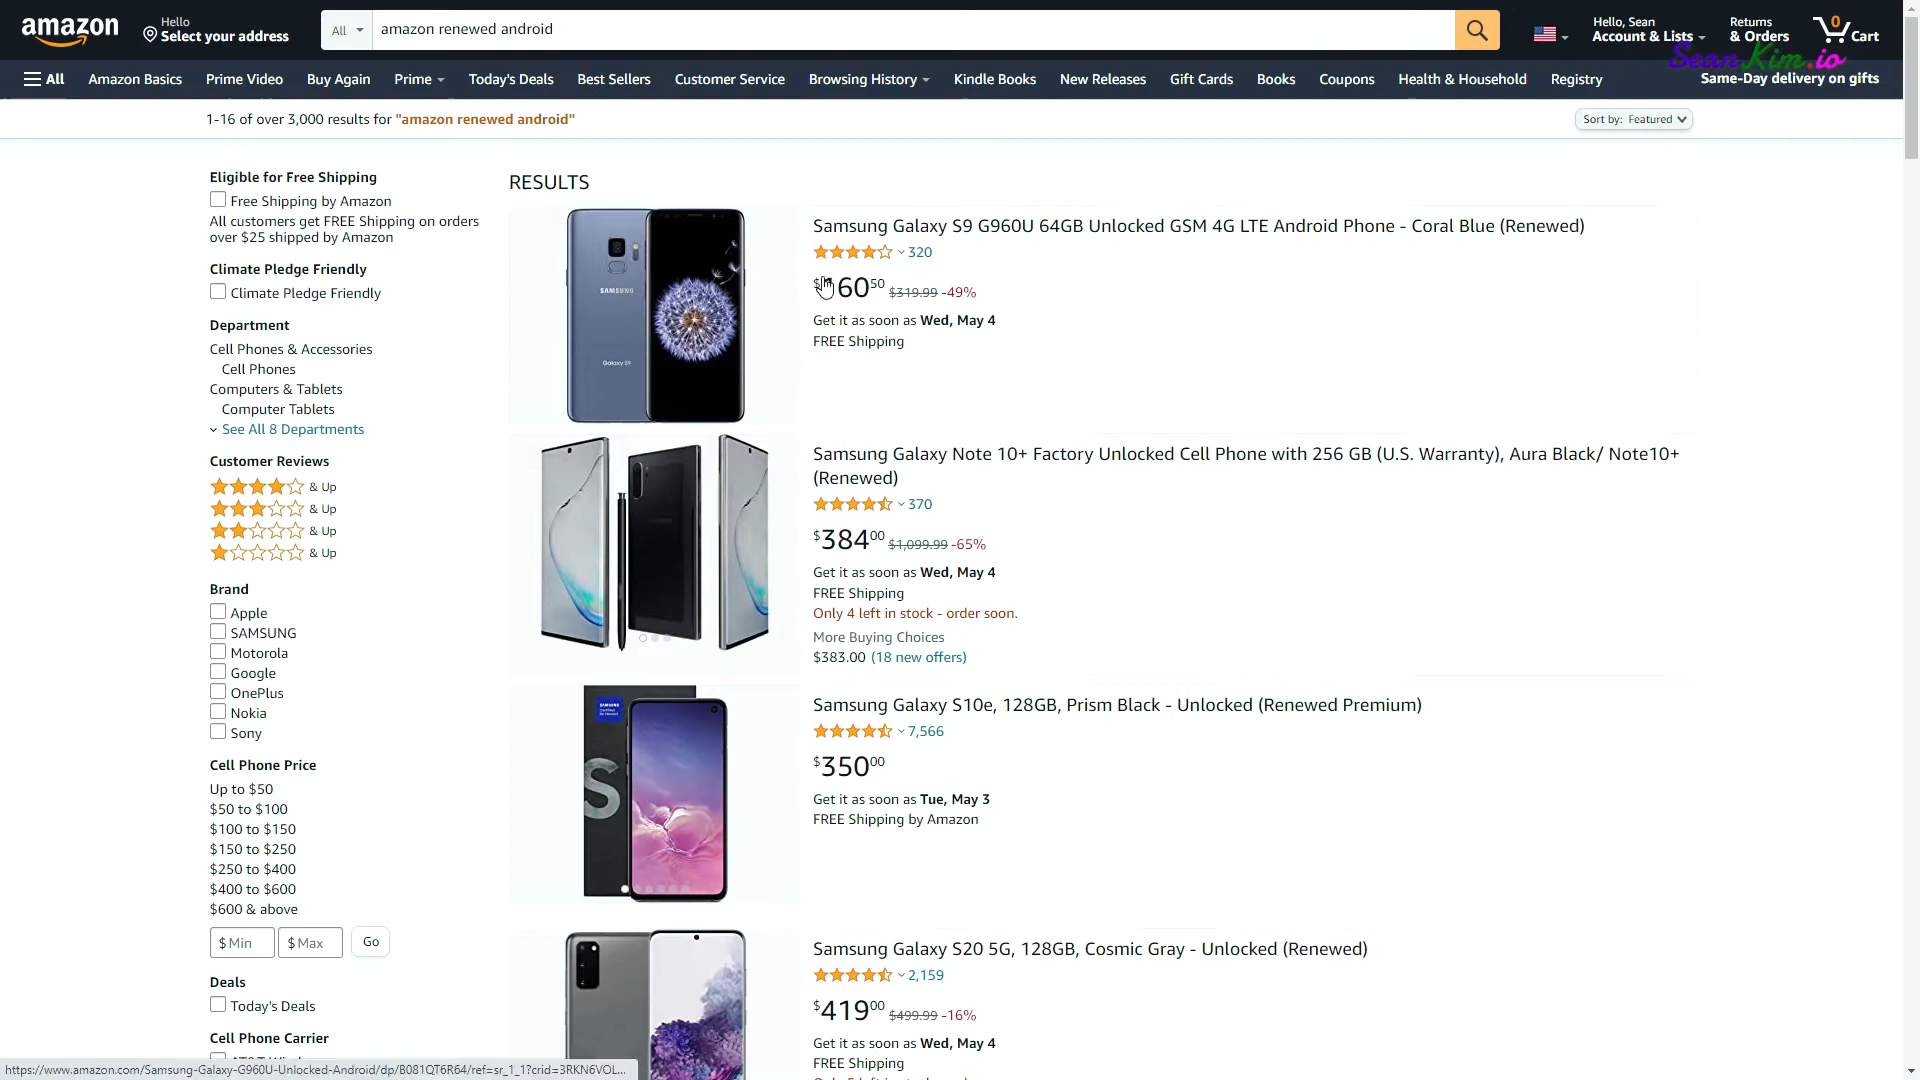 amazon
Hello
Select your address
All
amazon renewed android
Hello, Sean
Account & Lists
Returns
& Orders
0
Cart
SeanKim.io
All
Amazon Basics
Prime Video
Buy Again
Prime
Today's Deals
Best Sellers
Customer Service
Browsing History
Kindle Books
New Releases
Gift Cards
Books
Coupons
Health & Household
Registry
Same-Day delivery on gifts
1-16 of over 3,000 results for "amazon renewed android"
Sort by: Featured
Eligible for Free Shipping
Free Shipping by Amazon
All customers get FREE Shipping on orders
over $25 shipped by Amazon
Climate Pledge Friendly
Climate Pledge Friendly
Department
Cell Phones & Accessories
Cell Phones
Computers & Tablets
Computer Tablets
See All 8 Departments
Customer Reviews
& Up
& Up
& Up
& Up
Brand
Apple
SAMSUNG
Motorola
Google
OnePlus
Nokia
Sony
Cell Phone Price
Up to $50
$50 to $100
$100 to $150
$150 to $250
$250 to $400
$400 to $600
$600 & above
$ Min
$ Max
Go
Deals
Today's Deals
Cell Phone Carrier
RESULTS
SAMSUNG
Galaxy S9
Samsung Galaxy S9 G960U 64GB Unlocked GSM 4G LTE Android Phone - Coral Blue (Renewed)
320
60 50 $319.99 -49%
Get it as soon as Wed, May 4
FREE Shipping
Samsung Galaxy Note 10+ Factory Unlocked Cell Phone with 256 GB (U.S. Warranty), Aura Black/ Note10+
(Renewed)
370
$384 00 $1,099.99 -65%
Get it as soon as Wed, May 4
FREE Shipping
Only 4 left in stock - order soon.
More Buying Choices
$383.00 (18 new offers)
SAMSUNG
S
Samsung Galaxy S10e, 128GB, Prism Black - Unlocked (Renewed Premium)
7,566
$350 00
Get it as soon as Tue, May 3
FREE Shipping by Amazon
Samsung Galaxy S20 5G, 128GB, Cosmic Gray - Unlocked (Renewed)
2,159
$419 00 $499.99 -16%
Get it as soon as Wed, May 4
FREE Shipping
https://www.amazon.com/Samsung-Galaxy-G960U-Unlocked-Android/dp/B081QT6R64/ref=sr_1_1?crid=3RKN6VOL...